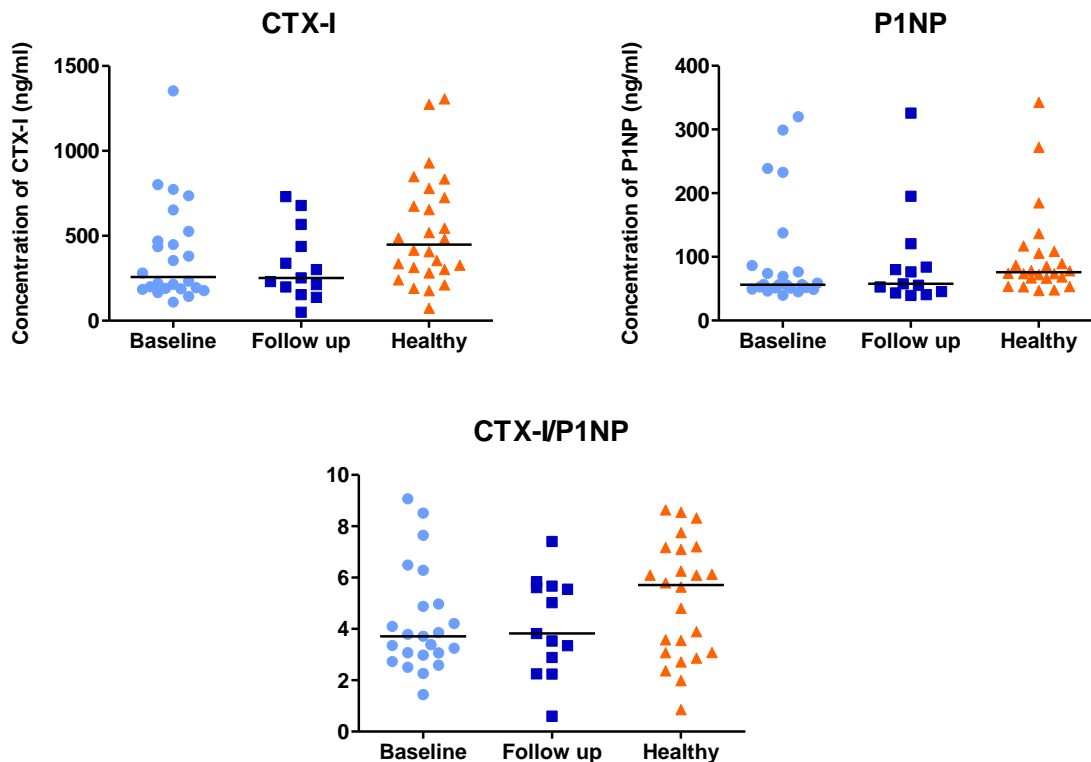 CTX-I
Concentration of CTX-I (ng/ml)
1500
1000
500
0
Baseline Follow up Healthy
P1NP
Concentration of P1NP (ng/ml)
400
300
200
100
0
Baseline Follow up Healthy
CTX-I/P1NP
10
8
6
4
2
0
Baseline Follow up Healthy